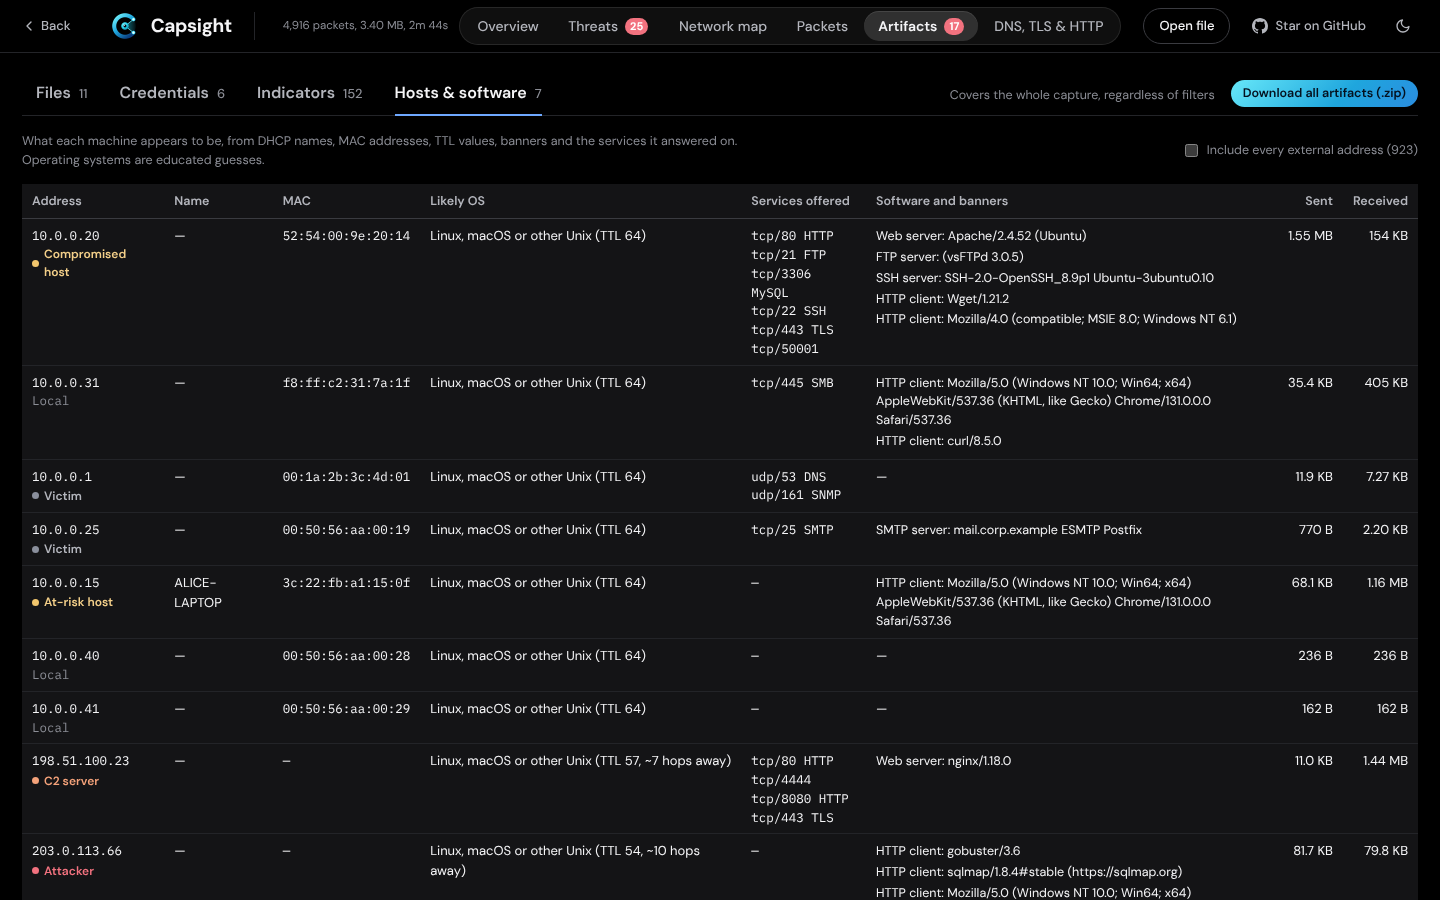 Back
Capsight
4,916 packets, 3.40 MB, 2m 44s
Overview
Threats 25
Network map
Packets
Artifacts 17
DNS, TLS & HTTP
Open file
Star on GitHub
Files 11
Credentials 6
Indicators 152
Hosts & software 7
Covers the whole capture, regardless of filters
Download all artifacts (.zip)
What each machine appears to be, from DHCP names, MAC addresses, TTL values, banners and the services it answered on.
Operating systems are educated guesses.
Include every external address (923)
Address Name MAC Likely OS Services offered Software and banners Sent Received
10.0.0.20 — 52:54:00:9e:20:14 Linux, macOS or other Unix (TTL 64) tcp/80 HTTP Web server: Apache/2.4.52 (Ubuntu) 1.55 MB 154 KB
Compromised tcp/21 FTP FTP server: (vsFTPd 3.0.5)
host tcp/3306 SSH server: SSH-2.0-OpenSSH_8.9p1 Ubuntu-3ubuntu0.10
MySQL HTTP client: Wget/1.21.2
tcp/22 SSH HTTP client: Mozilla/4.0 (compatible; MSIE 8.0; Windows NT 6.1)
tcp/443 TLS
tcp/50001
10.0.0.31 — f8:ff:c2:31:7a:1f Linux, macOS or other Unix (TTL 64) tcp/445 SMB HTTP client: Mozilla/5.0 (Windows NT 10.0; Win64; x64) 35.4 KB 405 KB
Local AppleWebKit/537.36 (KHTML, like Gecko) Chrome/131.0.0.0
Safari/537.36
HTTP client: curl/8.5.0
10.0.0.1 — 00:1a:2b:3c:4d:01 Linux, macOS or other Unix (TTL 64) udp/53 DNS — 11.9 KB 7.27 KB
Victim udp/161 SNMP
10.0.0.25 — 00:50:56:aa:00:19 Linux, macOS or other Unix (TTL 64) tcp/25 SMTP SMTP server: mail.corp.example ESMTP Postfix 770 B 2.20 KB
Victim
10.0.0.15 ALICE- 3c:22:fb:a1:15:0f Linux, macOS or other Unix (TTL 64) — HTTP client: Mozilla/5.0 (Windows NT 10.0; Win64; x64) 68.1 KB 1.16 MB
At-risk host LAPTOP AppleWebKit/537.36 (KHTML, like Gecko) Chrome/131.0.0.0
Safari/537.36
10.0.0.40 — 00:50:56:aa:00:28 Linux, macOS or other Unix (TTL 64) — — 236 B 236 B
Local
10.0.0.41 — 00:50:56:aa:00:29 Linux, macOS or other Unix (TTL 64) — — 162 B 162 B
Local
198.51.100.23 — — Linux, macOS or other Unix (TTL 57, ~7 hops away) tcp/80 HTTP Web server: nginx/1.18.0 11.0 KB 1.44 MB
C2 server tcp/4444
tcp/8080 HTTP
tcp/443 TLS
203.0.113.66 — — Linux, macOS or other Unix (TTL 54, ~10 hops — HTTP client: gobuster/3.6 81.7 KB 79.8 KB
Attacker away) HTTP client: sqlmap/1.8.4#stable (https://sqlmap.org)
HTTP client: Mozilla/5.0 (Windows NT 10.0; Win64; x64)